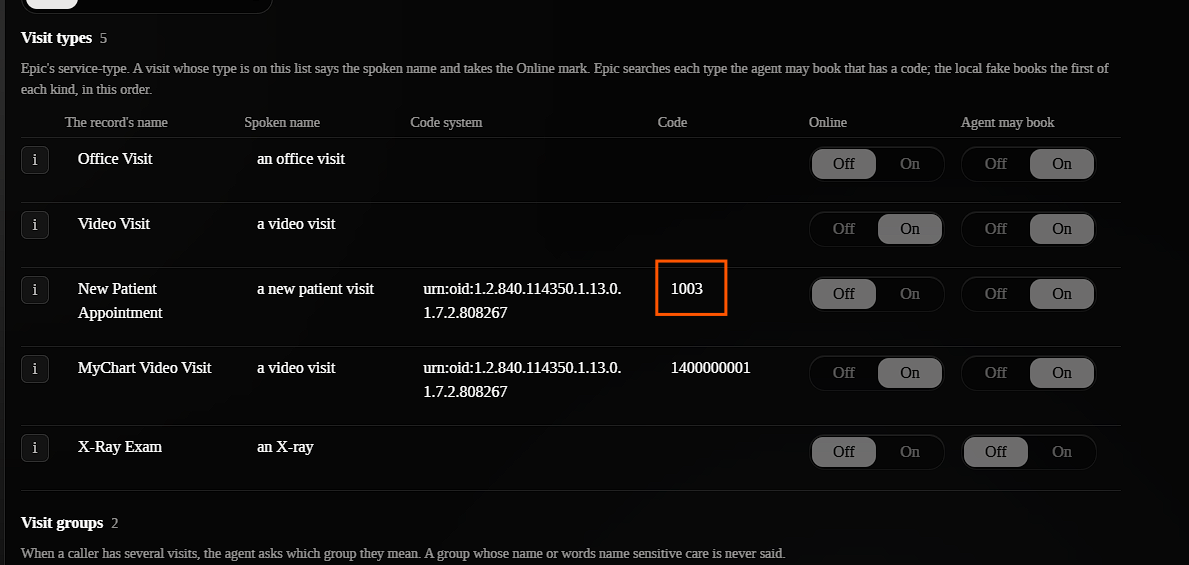 Visit types 5
Epic's service-type. A visit whose type is on this list says the spoken name and takes the Online mark. Epic searches each type the agent may book that has a code; the local fake books the first of
each kind, in this order.
The record's name Spoken name Code system Code Online Agent may book
i Office Visit an office visit Off On Off On
i Video Visit a video visit Off On Off On
i New Patient a new patient visit urn:oid:1.2.840.114350.1.13.0. 1003 Off On Off On
Appointment 1.7.2.808267
i MyChart Video Visit a video visit urn:oid:1.2.840.114350.1.13.0. 1400000001 Off On Off On
1.7.2.808267
i X-Ray Exam an X-ray Off On Off On
Visit groups 2
When a caller has several visits, the agent asks which group they mean. A group whose name or words name sensitive care is never said.